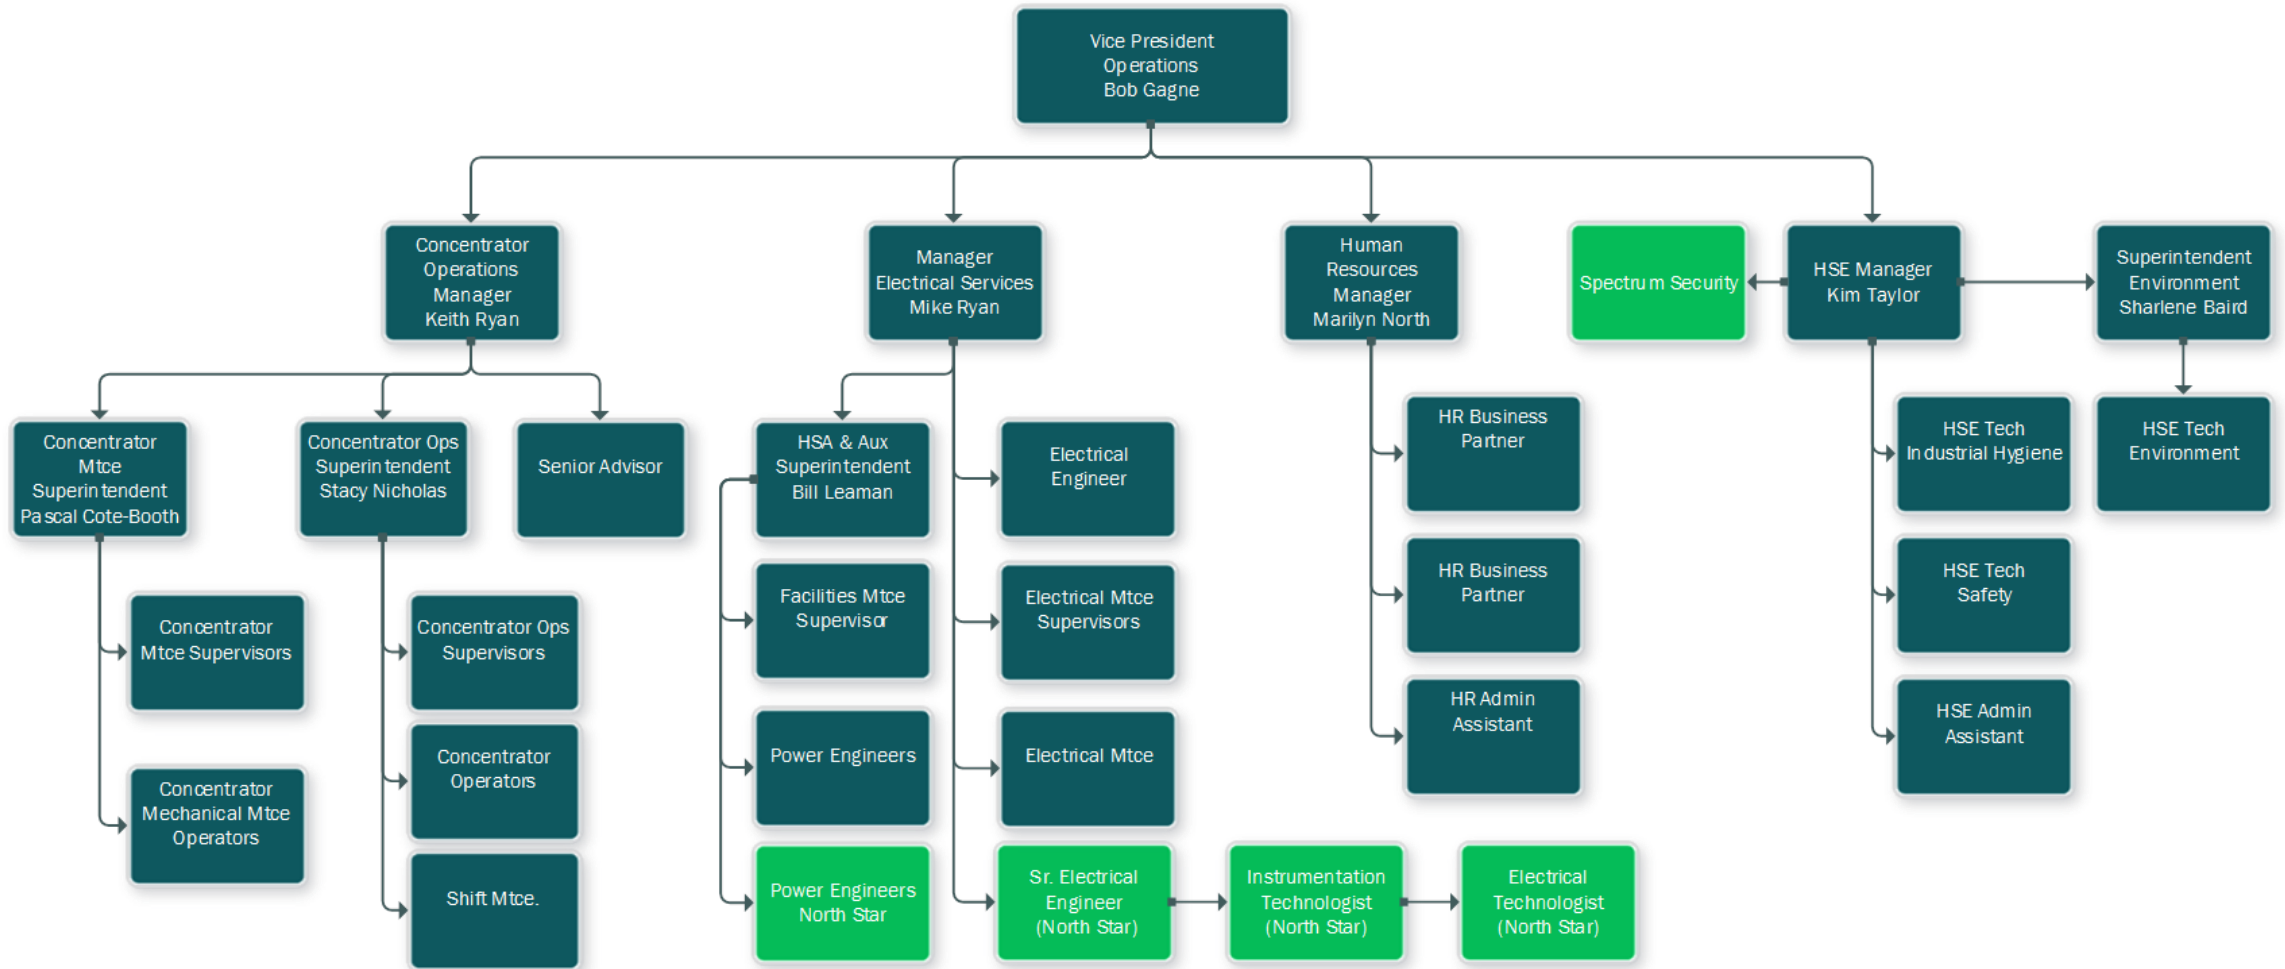 Vice President
Operations
Bob Gagne
Concentrator
Operations
Manager
Keith Ryan
Manager
Electrical Services
Mike Ryan
Human
Resources
Manager
Marilyn North
Spectrum Security
HSE Manager
Kim Taylor
Superintendent
Environment
Sharlene Baird
Concentrator
Mtce
Superintendent
Pascal Cote-Booth
Concentrator Ops
Superintendent
Stacy Nicholas
Senior Advisor
HSA & Aux
Superintendent
Bill Leaman
Electrical
Engineer
HR Business
Partner
HSE Tech
Industrial Hygiene
HSE Tech
Environment
Concentrator
Mtce Supervisors
Concentrator Ops
Supervisors
Facilities Mtce
Supervisor
Electrical Mtce
Supervisors
HR Business
Partner
HSE Tech
Safety
Concentrator
Mechanical Mtce
Operators
Concentrator
Operators
Power Engineers
Electrical Mtce
HR Admin
Assistant
HSE Admin
Assistant
Shift Mtce.
Power Engineers
North Star
Sr. Electrical
Engineer
(North Star)
Instrumentation
Technologist
(North Star)
Electrical
Technologist
(North Star)